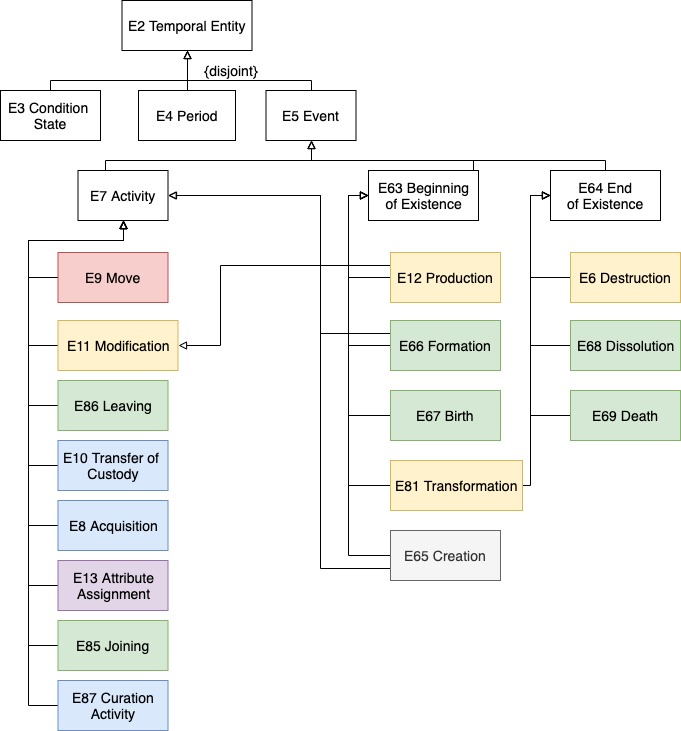 E2 Temporal Entity
{disjoint}
E3 Condition
State
E4 Period
E5 Event
E7 Activity
E63 Beginning
of Existence
E64 End
of Existence
E9 Move
E12 Production
E6 Destruction
E11 Modification
E66 Formation
E68 Dissolution
E86 Leaving
E67 Birth
E69 Death
E10 Transfer of
Custody
E81 Transformation
E8 Acquisition
E65 Creation
E13 Attribute
Assignment
E85 Joining
E87 Curation
Activity